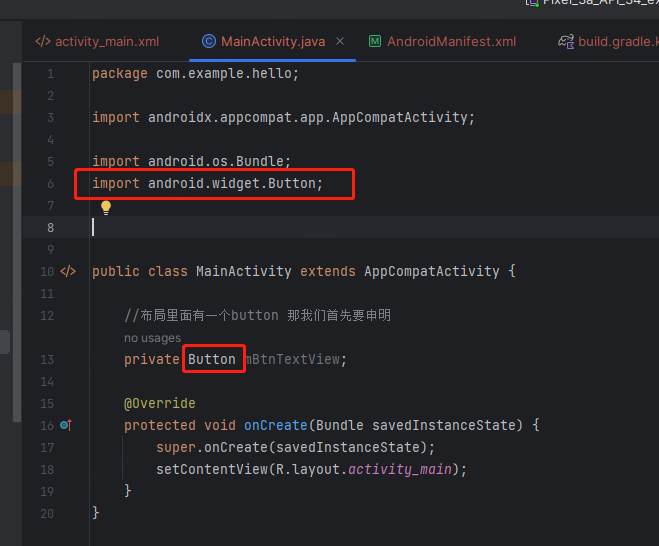 activity_main.xml MainActivity.java AndroidManifest.xml build.gradle.k
1 package com.example.hello;
2
3 import androidx.appcompat.app.AppCompatActivity;
4
5 import android.os.Bundle;
6 import android.widget.Button;
7
8
9
10 public class MainActivity extends AppCompatActivity {
11
12 //布局里面有一个button 那我们首先要申明
no usages
13 private Button mBtnTextView;
14
15 @Override
16 protected void onCreate(Bundle savedInstanceState) {
17 super.onCreate(savedInstanceState);
18 setContentView(R.layout.activity_main);
19 }
20 }